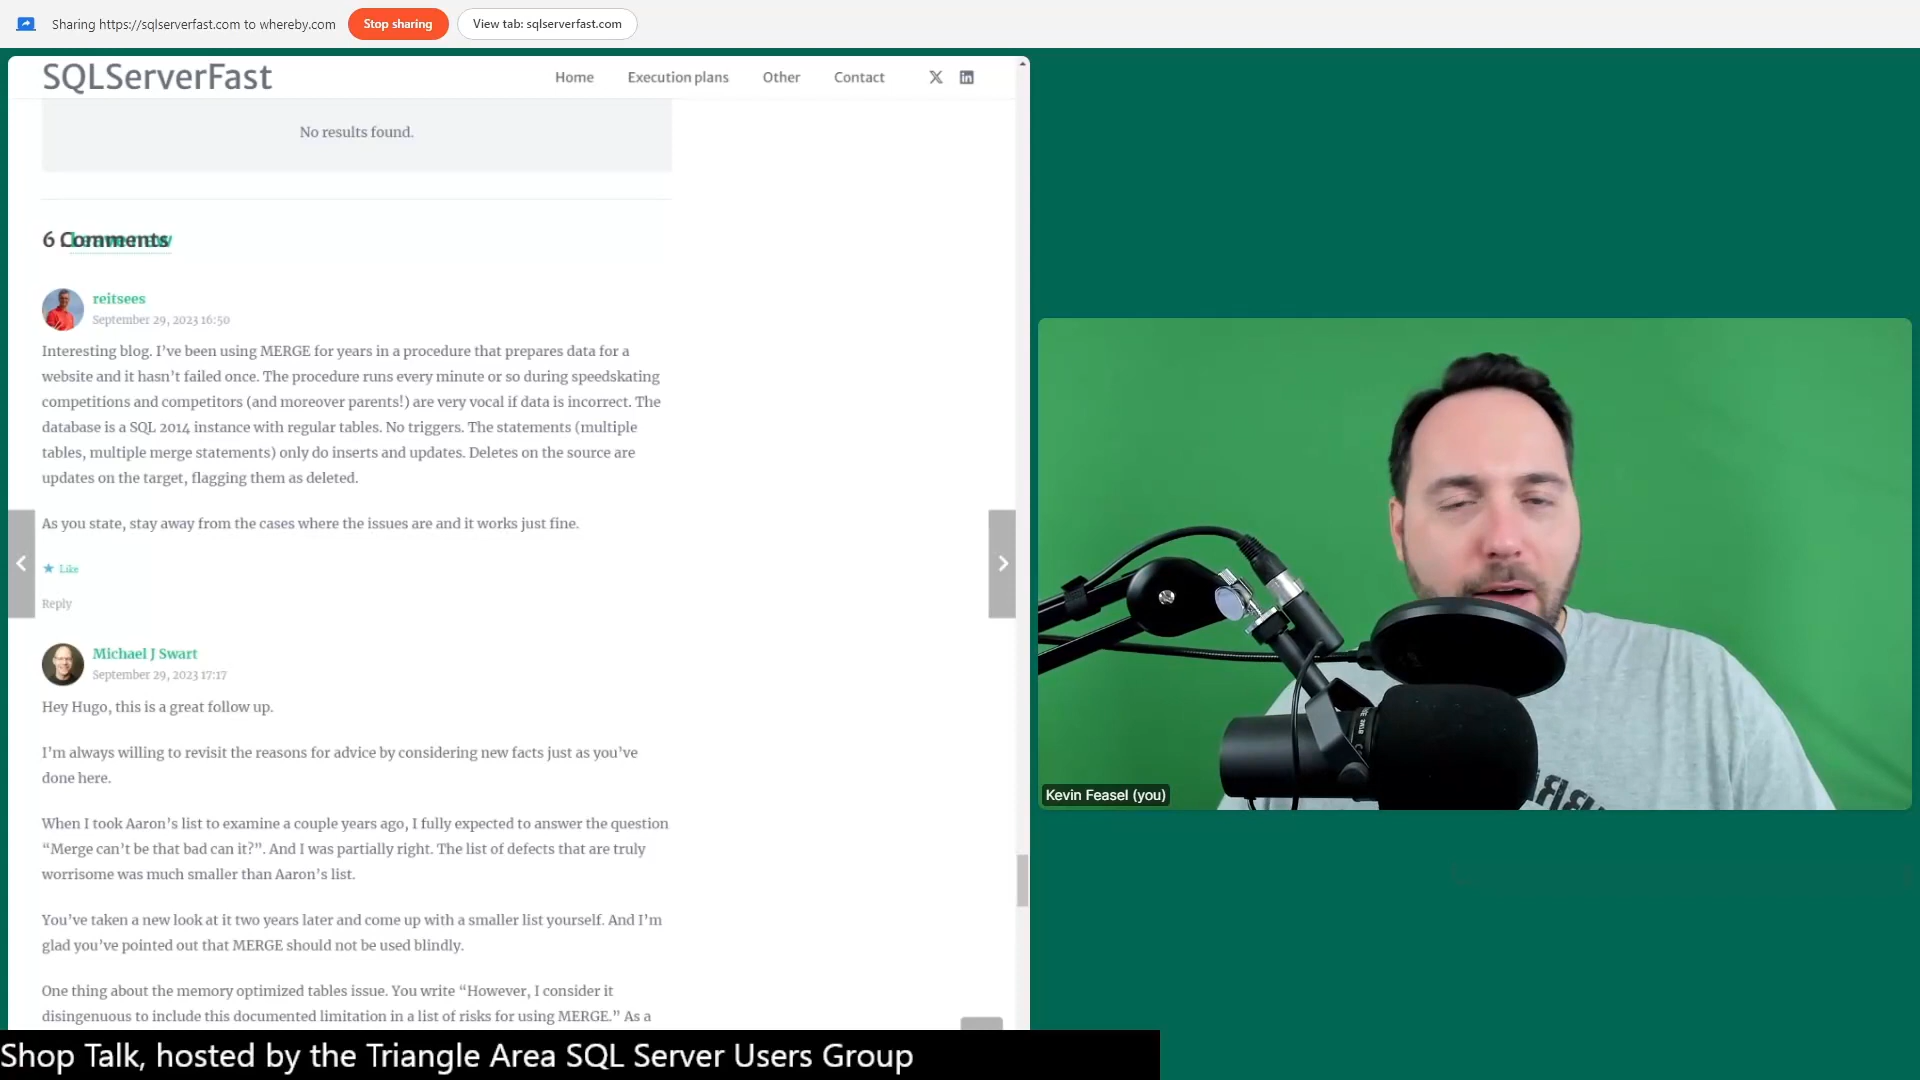 Sharing https://sqlserverfast.com to whereby.com
Stop sharing
View tab: sqlserverfast.com
SQLServerFast
Home
Execution plans
Other
Contact
No results found.
6 Comments
reitsees
September 29, 2023 16:50
Interesting blog. I’ve been using MERGE for years in a procedure that prepares data for a
website and it hasn’t failed once. The procedure runs every minute or so during speedskating
competitions and competitors (and moreover parents!) are very vocal if data is incorrect. The
database is a SQL 2014 instance with regular tables. No triggers. The statements (multiple
tables, multiple merge statements) only do inserts and updates. Deletes on the source are
updates on the target, flagging them as deleted.
As you state, stay away from the cases where the issues are and it works just fine.
Like
Reply
Michael J Swart
September 29, 2023 17:17
Hey Hugo, this is a great follow up.
I’m always willing to revisit the reasons for advice by considering new facts just as you’ve
done here.
When I took Aaron’s list to examine a couple years ago, I fully expected to answer the question
“Merge can’t be that bad can it?”. And I was partially right. The list of defects that are truly
worrisome was much smaller than Aaron’s list.
You’ve taken a new look at it two years later and come up with a smaller list yourself. And I’m
glad you’ve pointed out that MERGE should not be used blindly.
One thing about the memory optimized tables issue. You write “However, I consider it
disingenuous to include this documented limitation in a list of risks for using MERGE.” As a
Kevin Feasel (you)
Shop Talk, hosted by the Triangle Area SQL Server Users Group